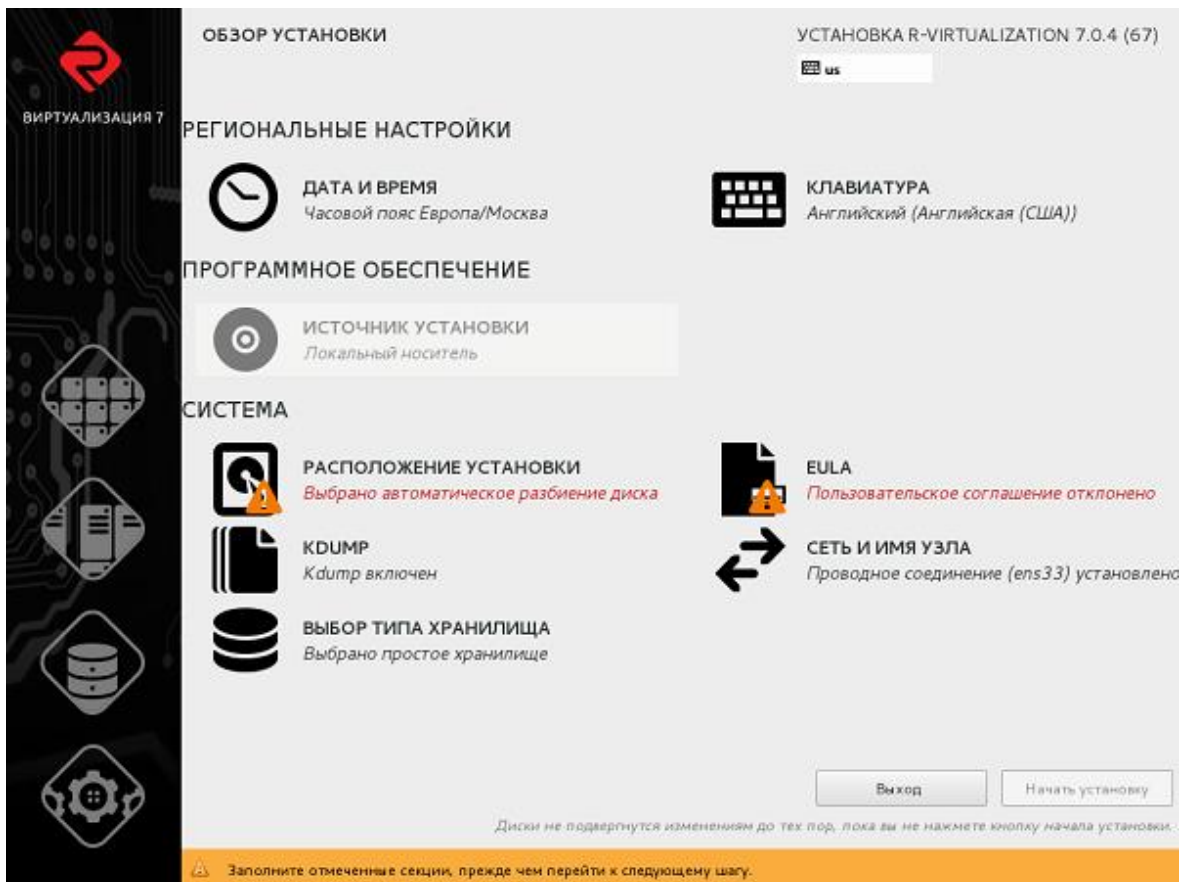 ОБЗОР УСТАНОВКИ
УСТАНОВКА R-VIRTUALIZATION 7.0.4 (67)
us
ВИРТУАЛИЗАЦИЯ 7
РЕГИОНАЛЬНЫЕ НАСТРОЙКИ
ДАТА И ВРЕМЯ
Часовой пояс Европа/Москва
КЛАВИАТУРА
Английский (Английская (США))
ПРОГРАММНОЕ ОБЕСПЕЧЕНИЕ
ИСТОЧНИК УСТАНОВКИ
Локальный носитель
СИСТЕМА
РАСПОЛОЖЕНИЕ УСТАНОВКИ
Выбрано автоматическое разбиение диска
EULA
Пользовательское соглашение отклонено
KDUMP
Kdump включен
СЕТЬ И ИМЯ УЗЛА
Проводное соединение (ens33) установлено
ВЫБОР ТИПА ХРАНИЛИЩА
Выбрано простое хранилище
Выход
Начать установку
Диски не подвергнутся изменениям до тех пор, пока вы не нажмете кнопку начала установки.
Заполните отмеченные секции, прежде чем перейти к следующему шагу.